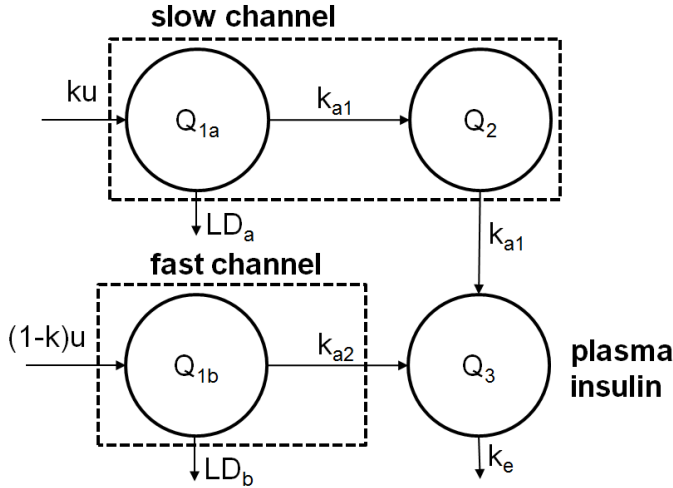 slow channel
ku
Q1a
ka1
Q2
LDa
ka1
fast channel
(1-k)u
Q1b
ka2
Q3
plasma
insulin
LDb
ke